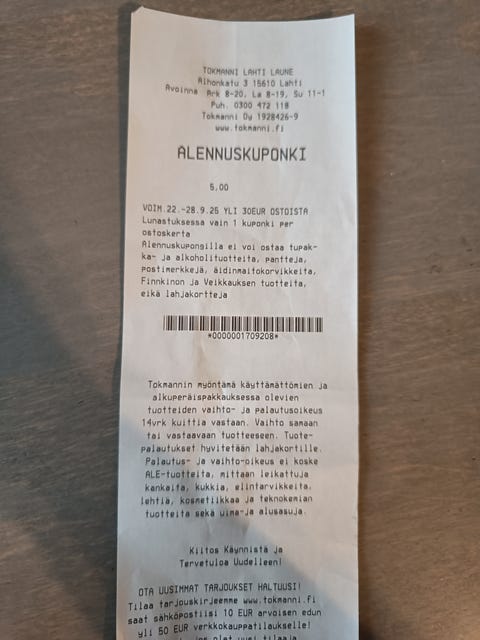 TOKMANNI LAHTI LAUNE
Alhonkatu 3 15610 Lahti
Avoinna Ark 8-20, La 8-19, Su 11-1
Puh. 0300 472 118
Tokmanni Oy 1928426-9
www.tokmanni.fi
ALENNUSKUPONKI
5,00
VOIM.22.-28.9.25 YLI 30EUR OSTOISTA
Lunastuksessa vain 1 kuponki per
ostoskerta
Alennuskupongilla ei voi ostaa tupak-
ka- ja alkoholituotteita, pantteja,
postimerkkejä, äidinmaitokorvikkeita,
Finnkinon ja Veikkauksen tuotteita,
eikä lahjakortteja
*0000001709208*
Tokmannin myöntämä käyttämättömien ja
alkuperäispakkauksessa olevien
tuotteiden vaihto- ja palautusoikeus
14vrk kuittia vastaan. Vaihto samaan
tai vastaavaan tuotteeseen. Tuote-
palautukset hyvitetään lahjakortille.
Palautus- ja vaihto-oikeus ei koske
ALE-tuotteita, mittaan leikattuja
kankaita, kukkia, elintarvikkeita,
lehtiä, kosmetiikkaa ja teknokemian
tuotteita sekä uima-ja alusasuja.
Kiitos Käynnistä ja
Tervetuloa Uudelleen!
OTA UUSIMMAT TARJOUKSET HALTUUSI!
Tilaa tarjouskirjeemme www.tokmanni.fi
saat sähköpostiisi 10 EUR arvoisen edun
yli 50 EUR verkkokauppatilaukselle!
olet uusi tilaaja